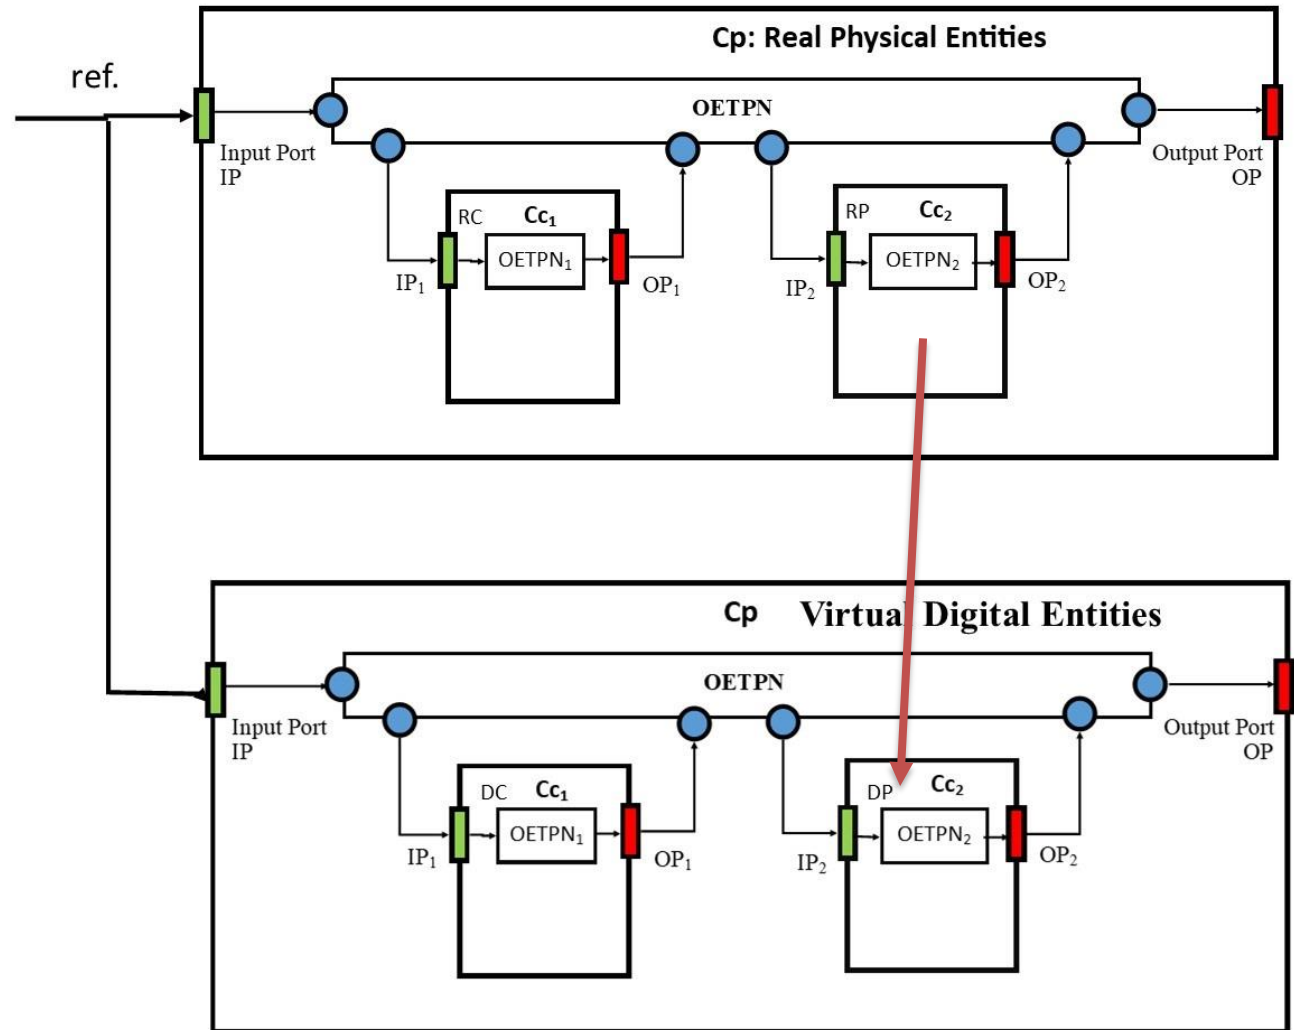 Cp: Real Physical Entities
ref.
OETPN
Input Port
IP
Output Port
OP
RC
Cc₁
OETPN₁
IP₁
OP₁
RP
Cc₂
OETPN₂
IP₂
OP₂
Cp Virtual Digital Entities
OETPN
Input Port
IP
Output Port
OP
DC
Cc₁
OETPN₁
IP₁
OP₁
DP
Cc₂
OETPN₂
IP₂
OP₂